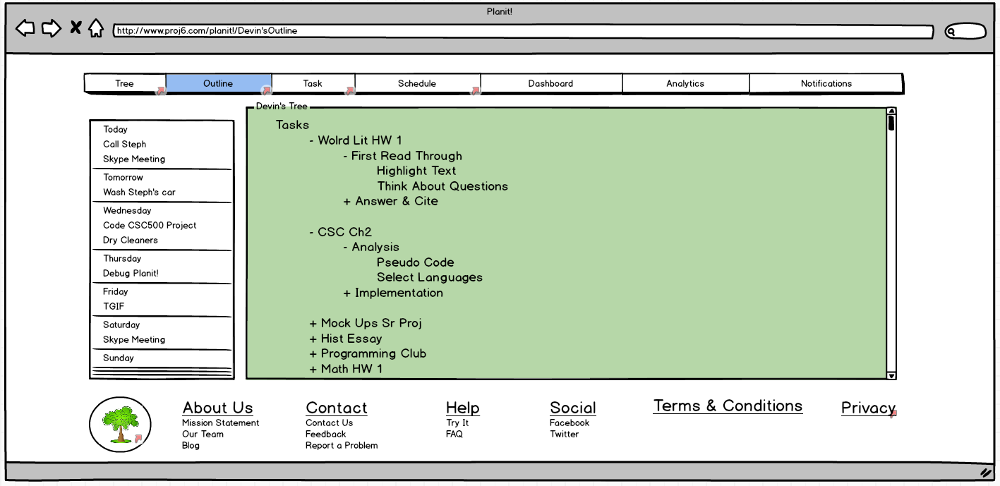 Planit!
http://www.proj6.com/planit!/Devin'sOutline
Tree Outline Task Schedule Dashboard Analytics Notifications
Today
Call Steph
Skype Meeting
Tomorrow
Wash Steph's car
Wednesday
Code CSC500 Project
Dry Cleaners
Thursday
Debug Planit!
Friday
TGIF
Saturday
Skype Meeting
Sunday
Devin's Tree
Tasks
- Wolrd Lit HW 1
- First Read Through
Highlight Text
Think About Questions
+ Answer & Cite
- CSC Ch2
- Analysis
Pseudo Code
Select Languages
+ Implementation
+ Mock Ups Sr Proj
+ Hist Essay
+ Programming Club
+ Math HW 1
About Us
Mission Statement
Our Team
Blog
Contact
Contact Us
Feedback
Report a Problem
Help
Try It
FAQ
Social
Facebook
Twitter
Terms & Conditions
Privacy